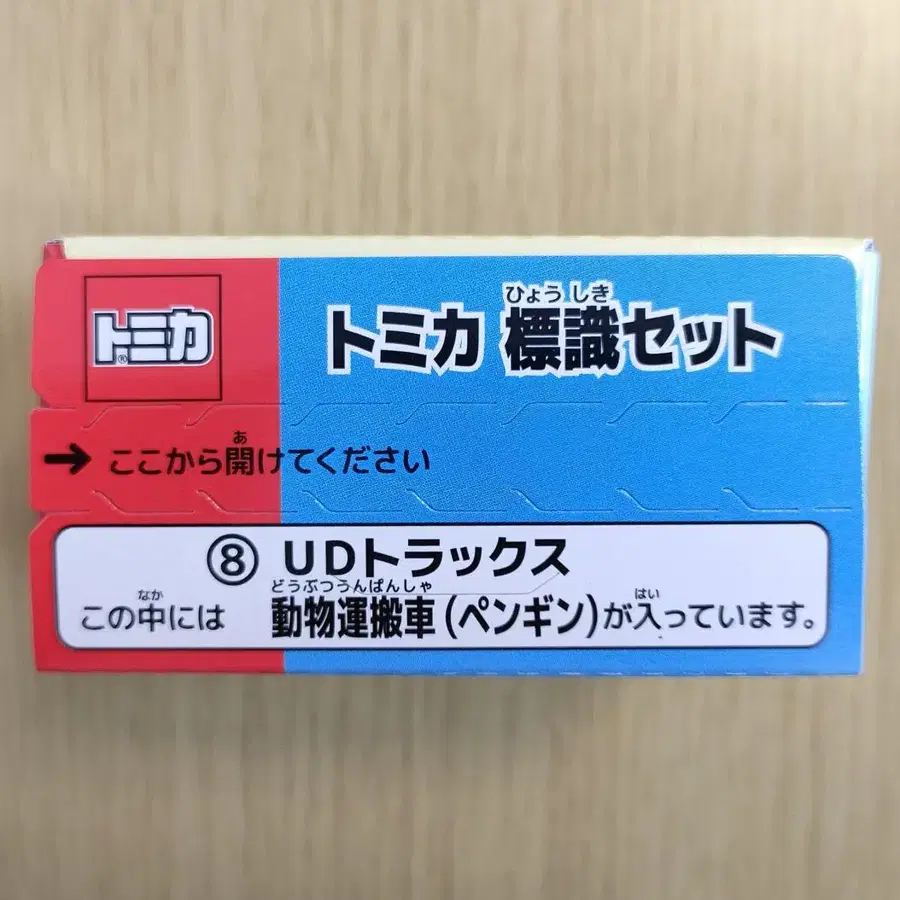 トミカ®
ひょうしき
トミカ 標識セット
あ
→ ここから開けてください
⑧ UDトラックス
なか どうぶつうんぱんしゃ はい
この中には 動物運搬車(ペンギン)が入っています。